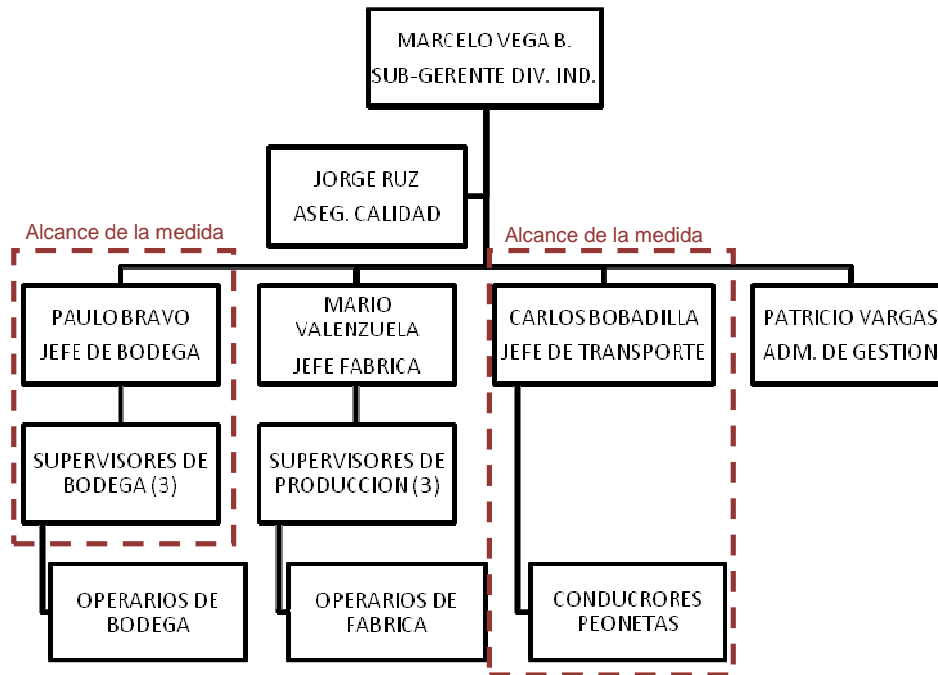 MARCELO VEGA B.
SUB-GERENTE DIV. IND.
JORGE RUZ
ASEG. CALIDAD
Alcance de la medida
Alcance de la medida
PAULO BRAVO
JEFE DE BODEGA
MARIO
VALENZUELA
JEFE FABRICA
CARLOS BOBADILLA
JEFE DE TRANSPORTE
PATRICIO VARGAS
ADM. DE GESTION
SUPERVISORES DE
BODEGA (3)
SUPERVISORES DE
PRODUCCION (3)
OPERARIOS DE
BODEGA
OPERARIOS DE
FABRICA
CONDUCRORES
PEONETAS